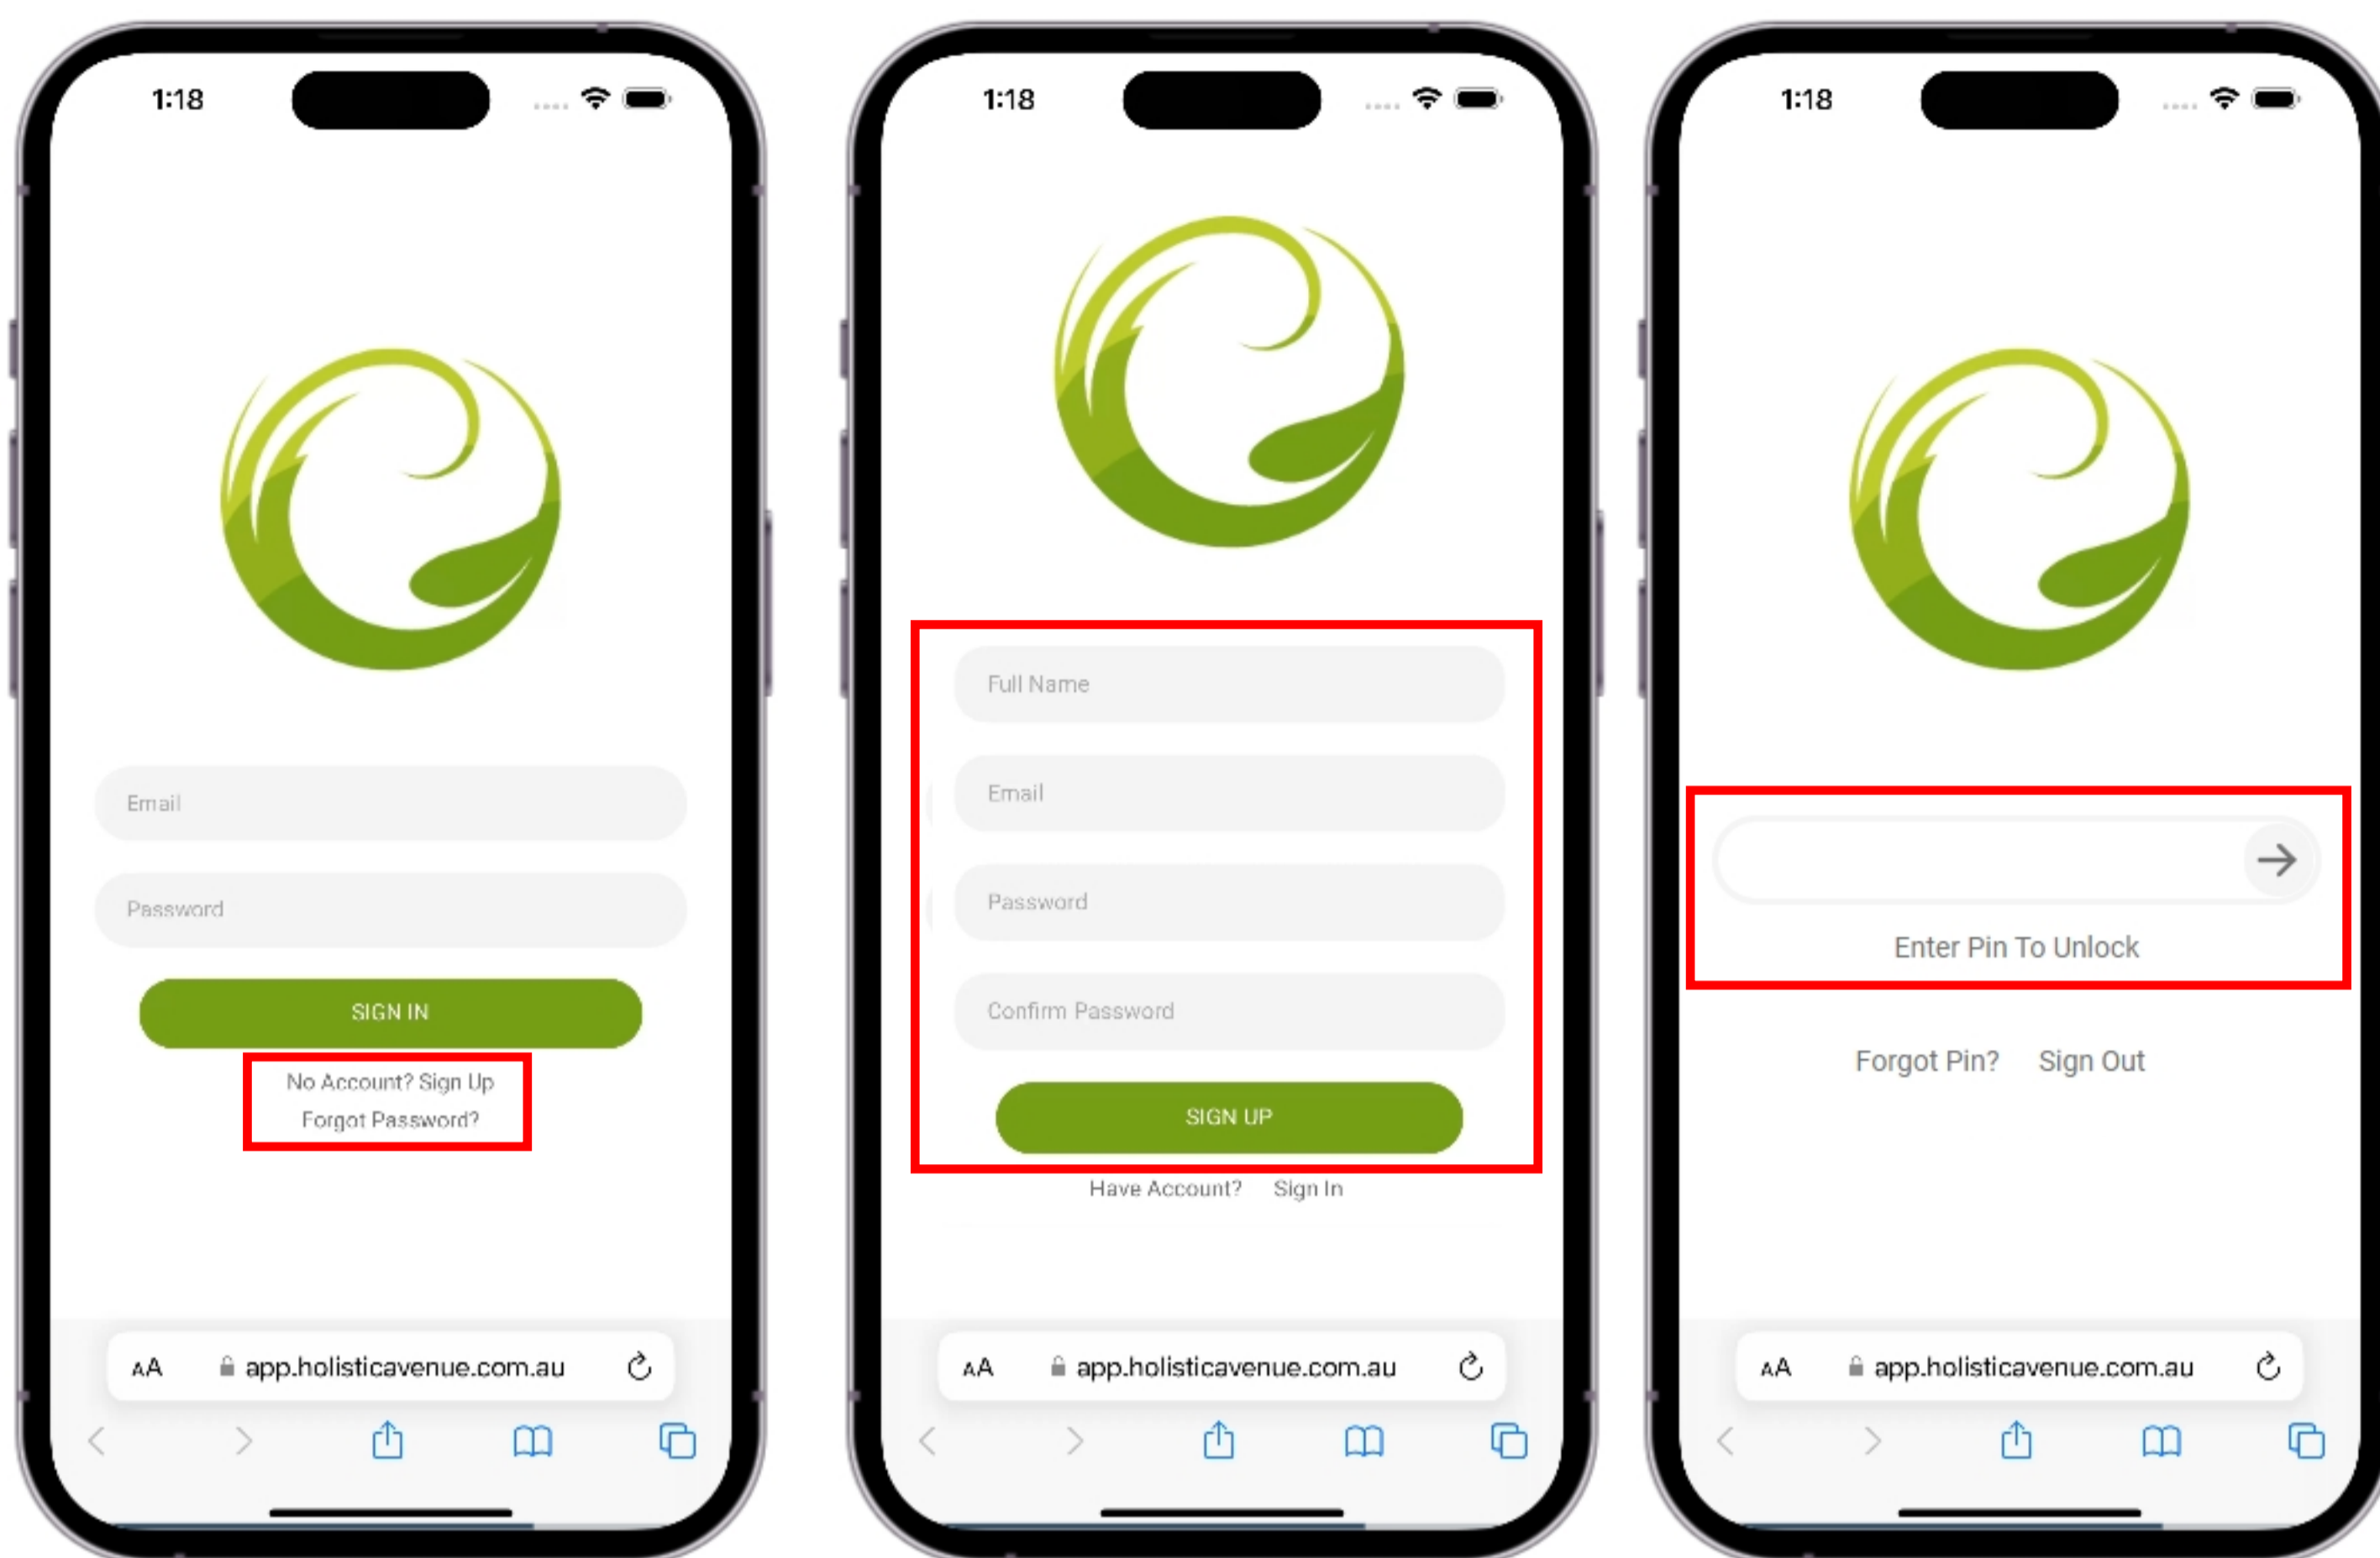 1:18
Email
Password
SIGN IN
No Account? Sign Up
Forgot Password?
AA app.holisticavenue.com.au
1:18
Full Name
Email
Password
Confirm Password
SIGN UP
Have Account? Sign In
AA app.holisticavenue.com.au
1:18
Enter Pin To Unlock
Forgot Pin? Sign Out
AA app.holisticavenue.com.au